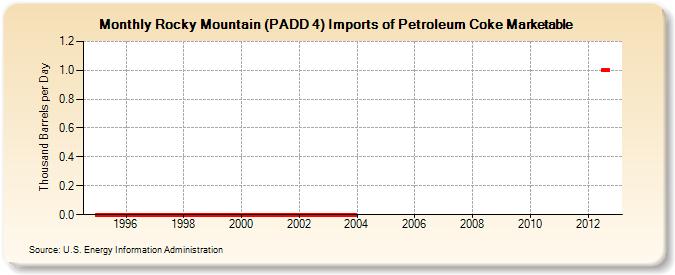 Monthly Rocky Mountain (PADD 4) Imports of Petroleum Coke Marketable
Thousand Barrels per Day
1.2
1.0
0.8
0.6
0.4
0.2
0.0
1996 1998 2000 2002 2004 2006 2008 2010 2012
Source: U.S. Energy Information Administration